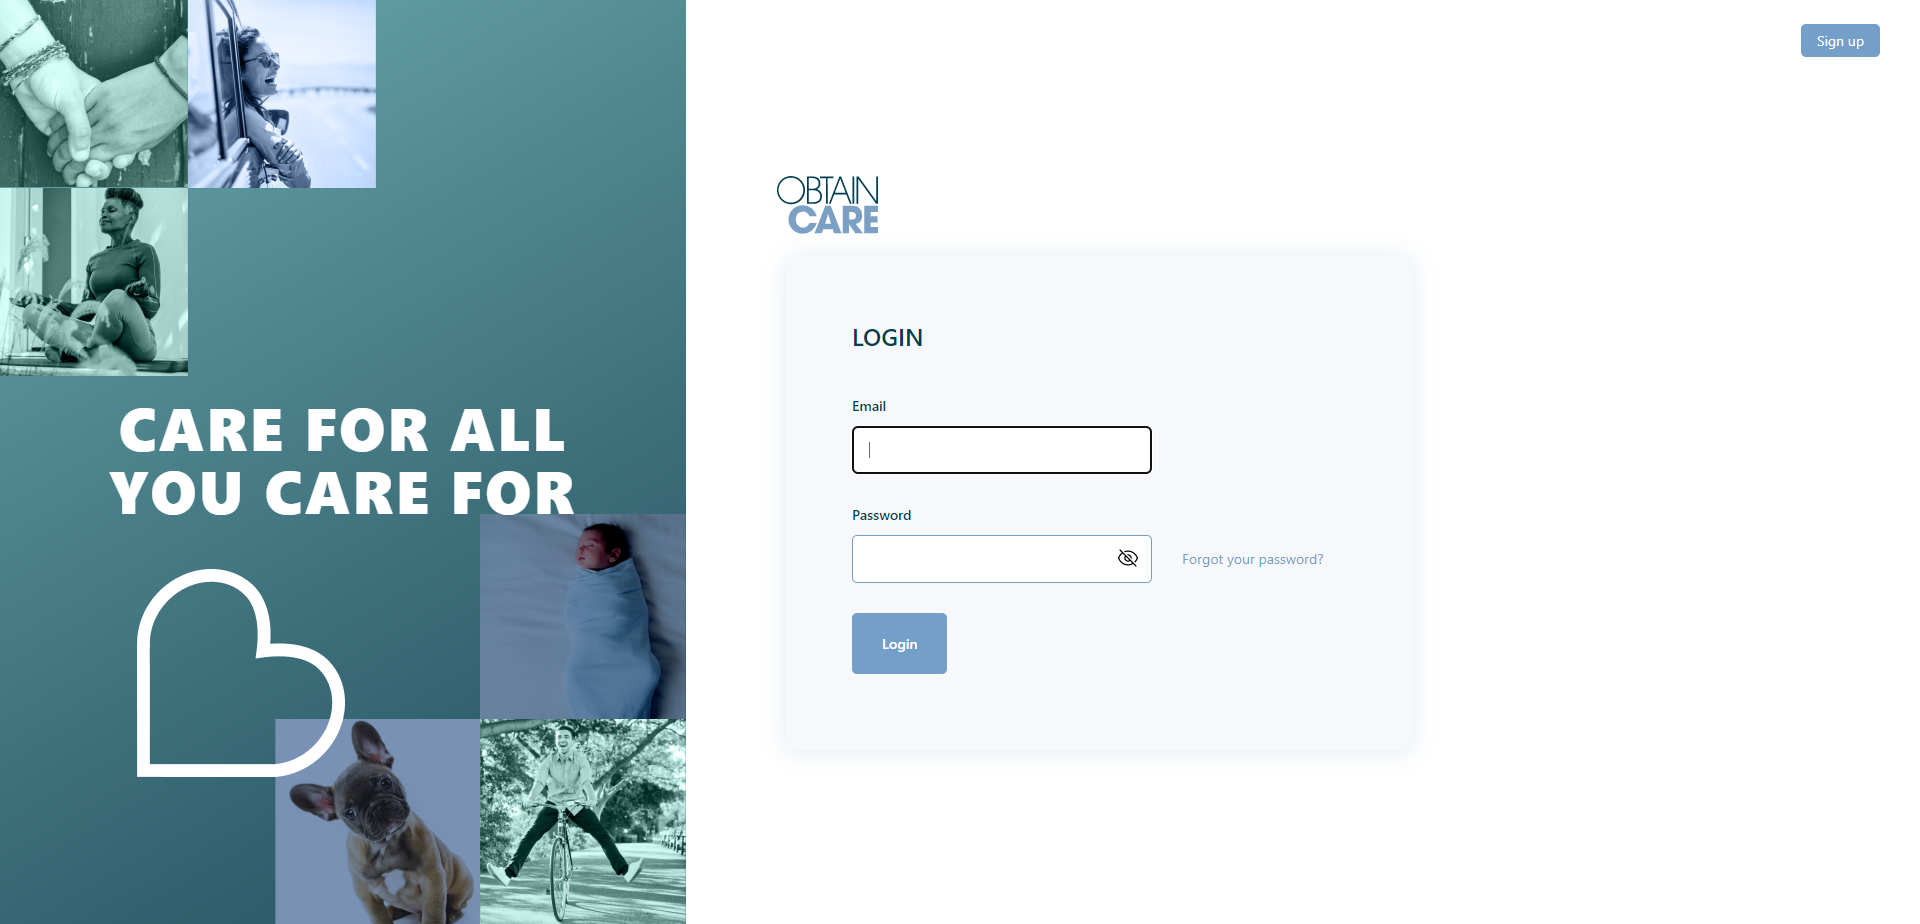 Sign up
OBTAIN
CARE
CARE FOR ALL
YOU CARE FOR
LOGIN
Email
Password
Forgot your password?
Login